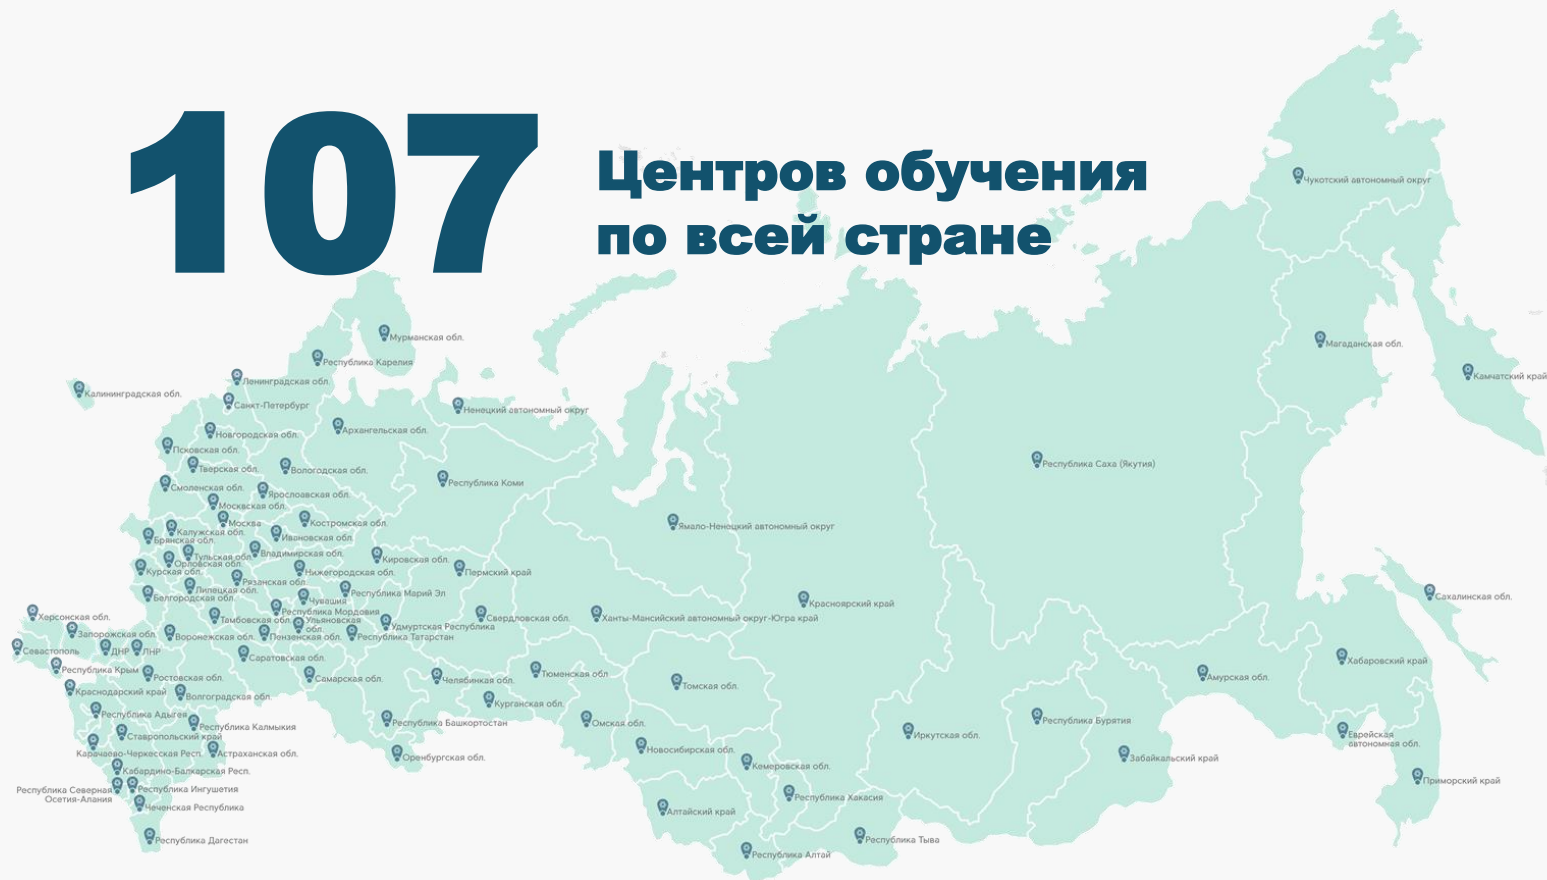 107
Центров обучения
по всей стране
Чукотский автономный округ
Мурманская обл.
Магаданская обл.
Республика Карелия
Камчатский край
Ленинградская обл.
Калининградская обл.
Санкт-Петербург
Ненецкий автономный округ
Архангельская обл.
Новгородская обл.
Псковская обл.
Республика Саха (Якутия)
Тверская обл.
Вологодская обл.
Республика Коми
Смоленская обл.
Ярославская обл.
Москвская обл.
Москва
Костромская обл.
Ямало-Ненецкий автономный округ
Калужская обл.
Брянская обл.
Ивановская обл.
Владимирская обл.
Тульская обл.
Кировская обл.
Орловская обл.
Курская обл.
Нижегородская обл.
Пермский край
Рязанская обл.
Липецкая обл.
Республика Марий Эл
Белгородская обл.
Чувашия
Красноярский край
Сахалинская обл.
Республика Мордовия
Херсонская обл.
Тамбовская обл.
Ульяновская
обл.
Свердловская обл.
Ханты-Мансийский автономный округ-Югра край
Удмуртская Республика
Запорожская обл.
Воронежская обл.
Пензенская обл.
Республика Татарстан
Севастополь
ДНР
ЛНР
Саратовская обл.
Хабаровский край
Республика Крым
Ростовская обл.
Самарская обл.
Челябинкая обл.
Тюменская обл
Амурская обл.
Томская обл.
Краснодарский край
Волгоградская обл.
Курганская обл.
Республика Адыгея
Республика Калмыкия
Республика Башкортостан
Омская обл.
Республика Бурятия
Ставропольский край
Иркутская обл.
Еврейская
автономная обл.
Карачаево-Черкесская Респ.
Астраханская обл.
Оренбургская обл.
Новосибирская обл.
Забайкальский край
Кемеровская обл.
Кабардино-Балкарская Респ.
Приморский край
Республика Северная
Осетия-Алания
Республика Ингушетия
Республика Хакасия
Чеченская Республика
Алтайский край
Республика Дагестан
Республика Тыва
Республика Алтай